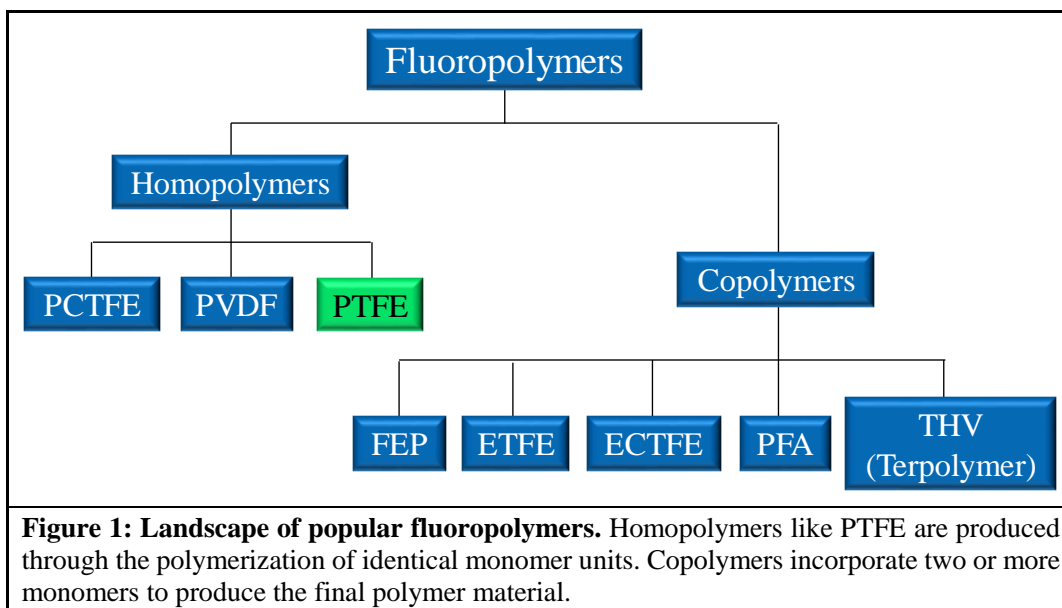 Fluoropolymers
Homopolymers
Copolymers
PCTFE
PVDF
PTFE
FEP
ETFE
ECTFE
PFA
THV
(Terpolymer)
Figure 1: Landscape of popular fluoropolymers. Homopolymers like PTFE are produced
through the polymerization of identical monomer units. Copolymers incorporate two or more
monomers to produce the final polymer material.